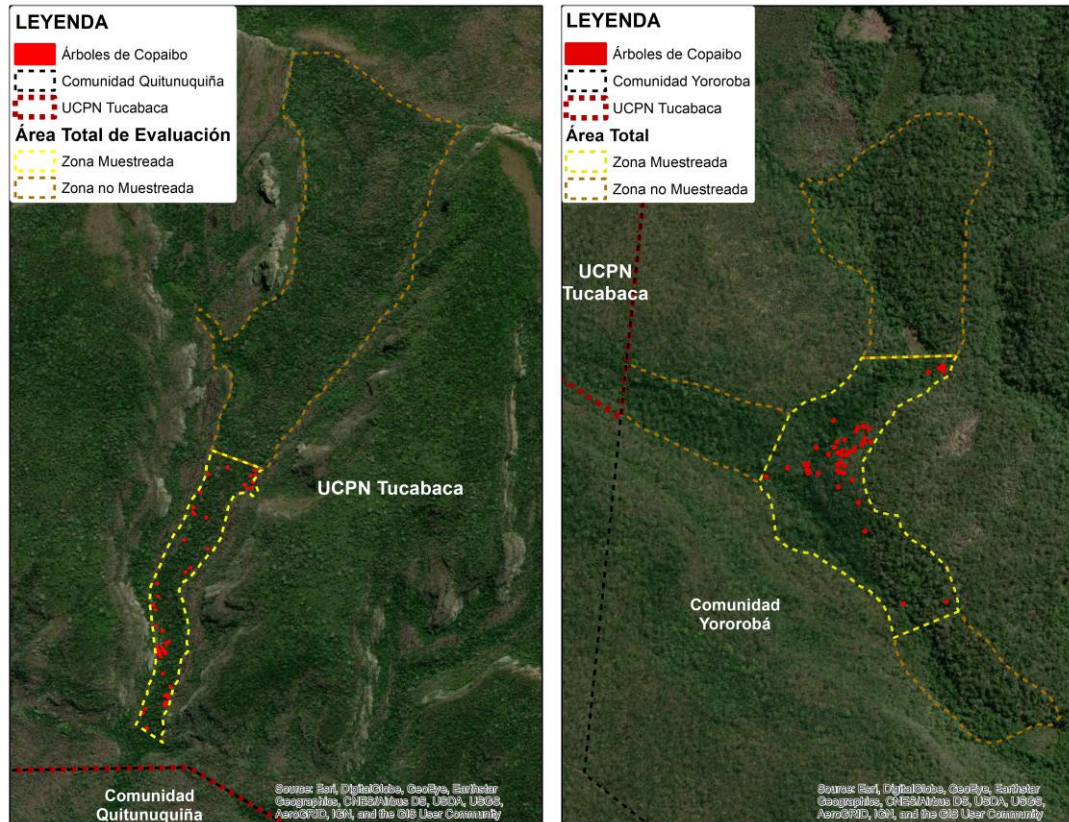 LEYENDA
Árboles de Copaibo
Comunidad Quitunuquiña
UCPN Tucabaca
Área Total de Evaluación
Zona Muestreada
Zona no Muestreada
UCPN Tucabaca
Comunidad
Quitunuquiña
Source: Esri, DigitalGlobe, GeoEye, Earthstar
Geographics, CNES/Airbus DS, USDA, USGS,
AeroGRID, IGN, and the GIS User Community
LEYENDA
Árboles de Copaibo
Comunidad Yororoba
UCPN Tucabaca
Área Total
Zona Muestreada
Zona no Muestreada
UCPN
Tucabaca
Comunidad
Yororobá
Source: Esri, DigitalGlobe, GeoEye, Earthstar
Geographics, CNES/Airbus DS, USDA, USGS,
AeroGRID, IGN, and the GIS User Community